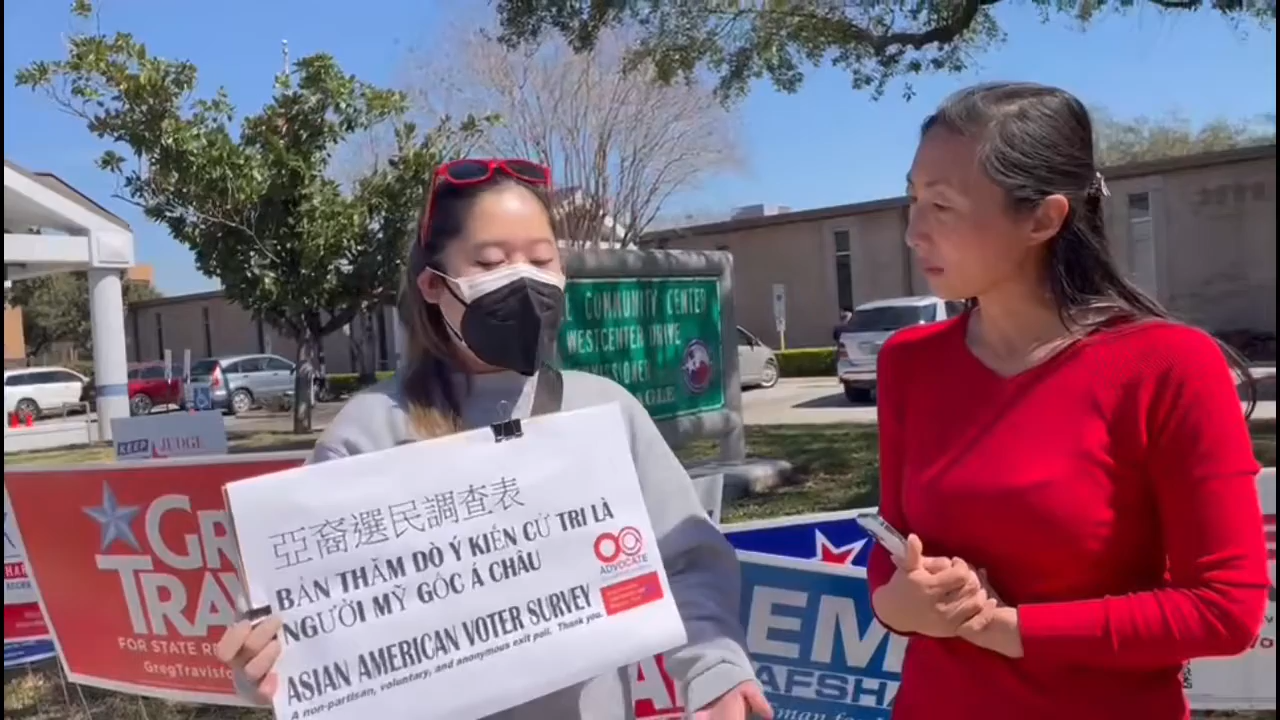 COMMUNITY CENTER
WESTCENTER DRIVE
KEEP JUDGE
GREG
TRAV
FOR STATE RE
GregTravisfo
亞裔選民調查表
BẢN THĂM DÒ Ý KIẾN CỬ TRI LÀ
NGƯỜI MỸ GỐC Á CHÂU
ASIAN AMERICAN VOTER SURVEY
A non-partisan, voluntary, and anonymous exit poll. Thank you.
OCA
ADVOCATE
EM
AFSHA